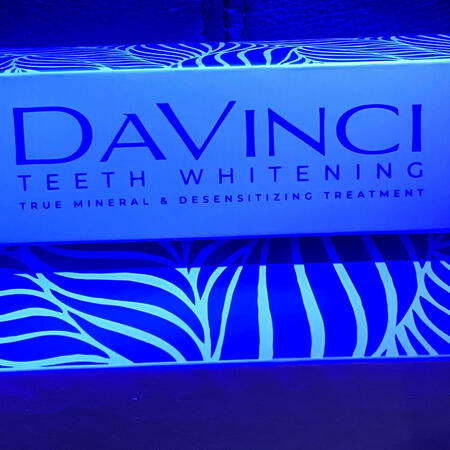 DAVINCI
TEETH WHITENING
TRUE MINERAL & DESENSITIZING TREATMENT